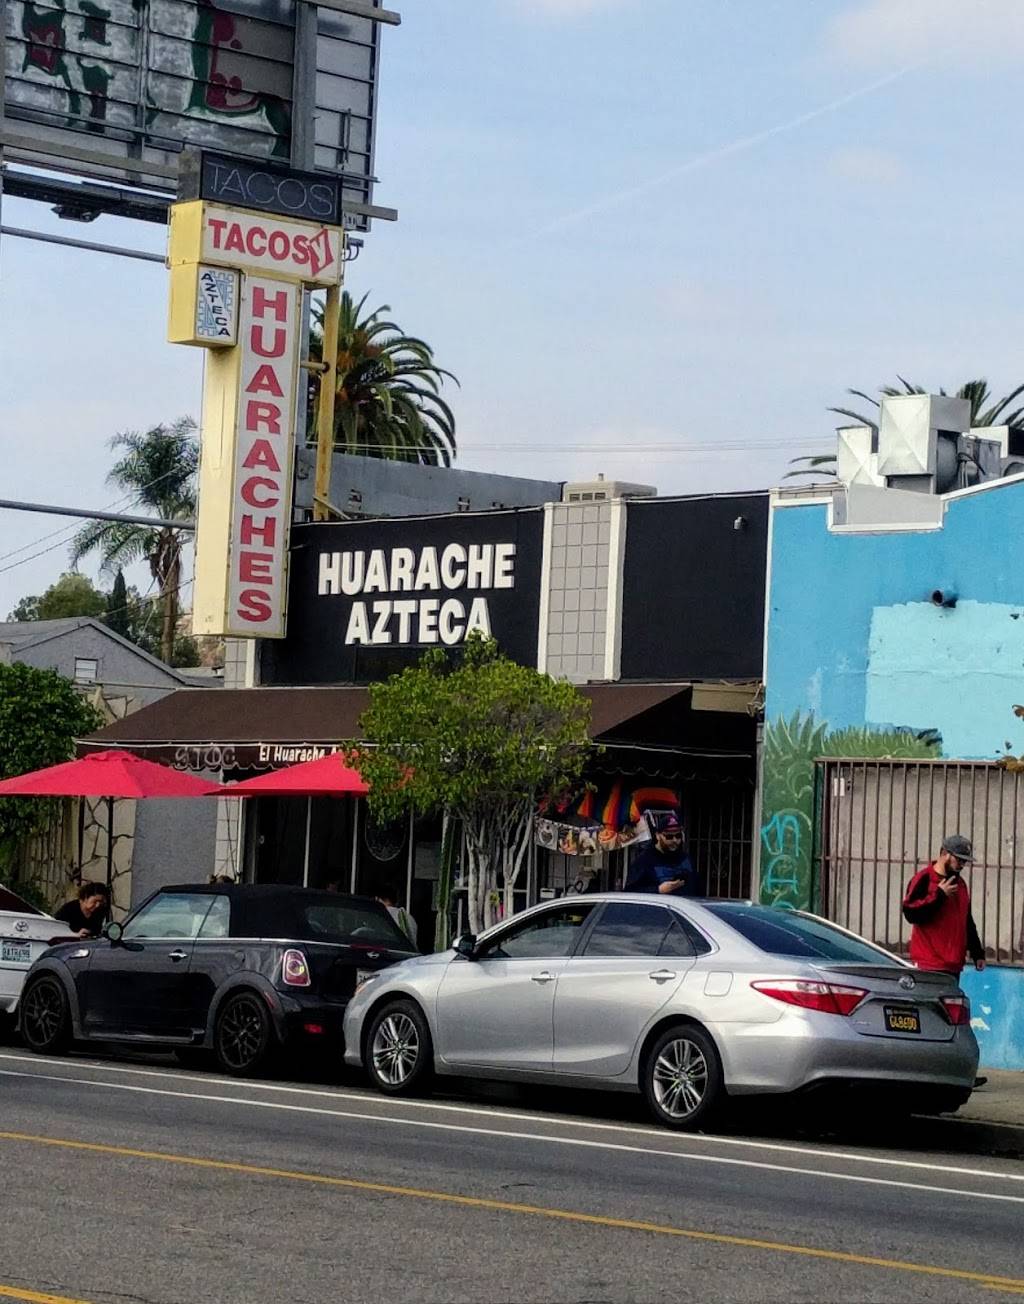 TACOS
TACOS Y
AZTECA
HUARACHES
HUARACHE
AZTECA
El Huarache